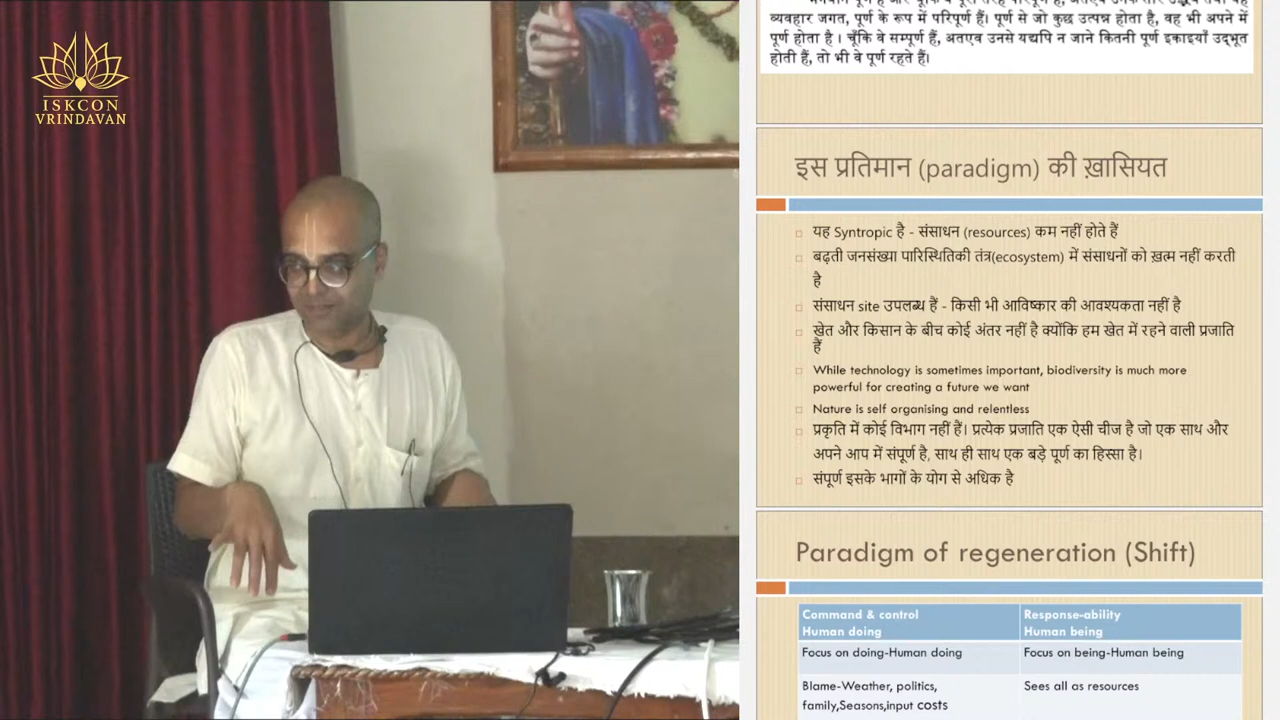 ISKCON
VRINDAVAN
व्यवहार जगत, पूर्ण के रूप में परिपूर्ण हैं। पूर्ण से जो कुछ उत्पन्न होता है, वह भी अपने में
पूर्ण होता है। चूँकि वे सम्पूर्ण हैं, अतएव उनसे यद्यपि न जाने कितनी पूर्ण इकाइयाँ उद्भूत
होती हैं, तो भी वे पूर्ण रहते हैं।
इस प्रतिमान (paradigm) की ख़ासियत
यह Syntropic है - संसाधन (resources) कम नहीं होते हैं
बढ़ती जनसंख्या पारिस्थितिकी तंत्र(ecosystem) में संसाधनों को ख़त्म नहीं करती
है
संसाधन site उपलब्ध हैं - किसी भी आविष्कार की आवश्यकता नहीं है
खेत और किसान के बीच कोई अंतर नहीं है क्योंकि हम खेत में रहने वाली प्रजाति
हैं
While technology is sometimes important, biodiversity is much more
powerful for creating a future we want
Nature is self organising and relentless
प्रकृति में कोई विभाग नहीं हैं। प्रत्येक प्रजाति एक ऐसी चीज है जो एक साथ और
अपने आप में संपूर्ण है, साथ ही साथ एक बड़े पूर्ण का हिस्सा है।
संपूर्ण इसके भागों के योग से अधिक है
Paradigm of regeneration (Shift)
Command & control Response-ability
Human doing Human being
Focus on doing-Human doing Focus on being-Human being
Blame-Weather, politics, Sees all as resources
family,Seasons,input costs